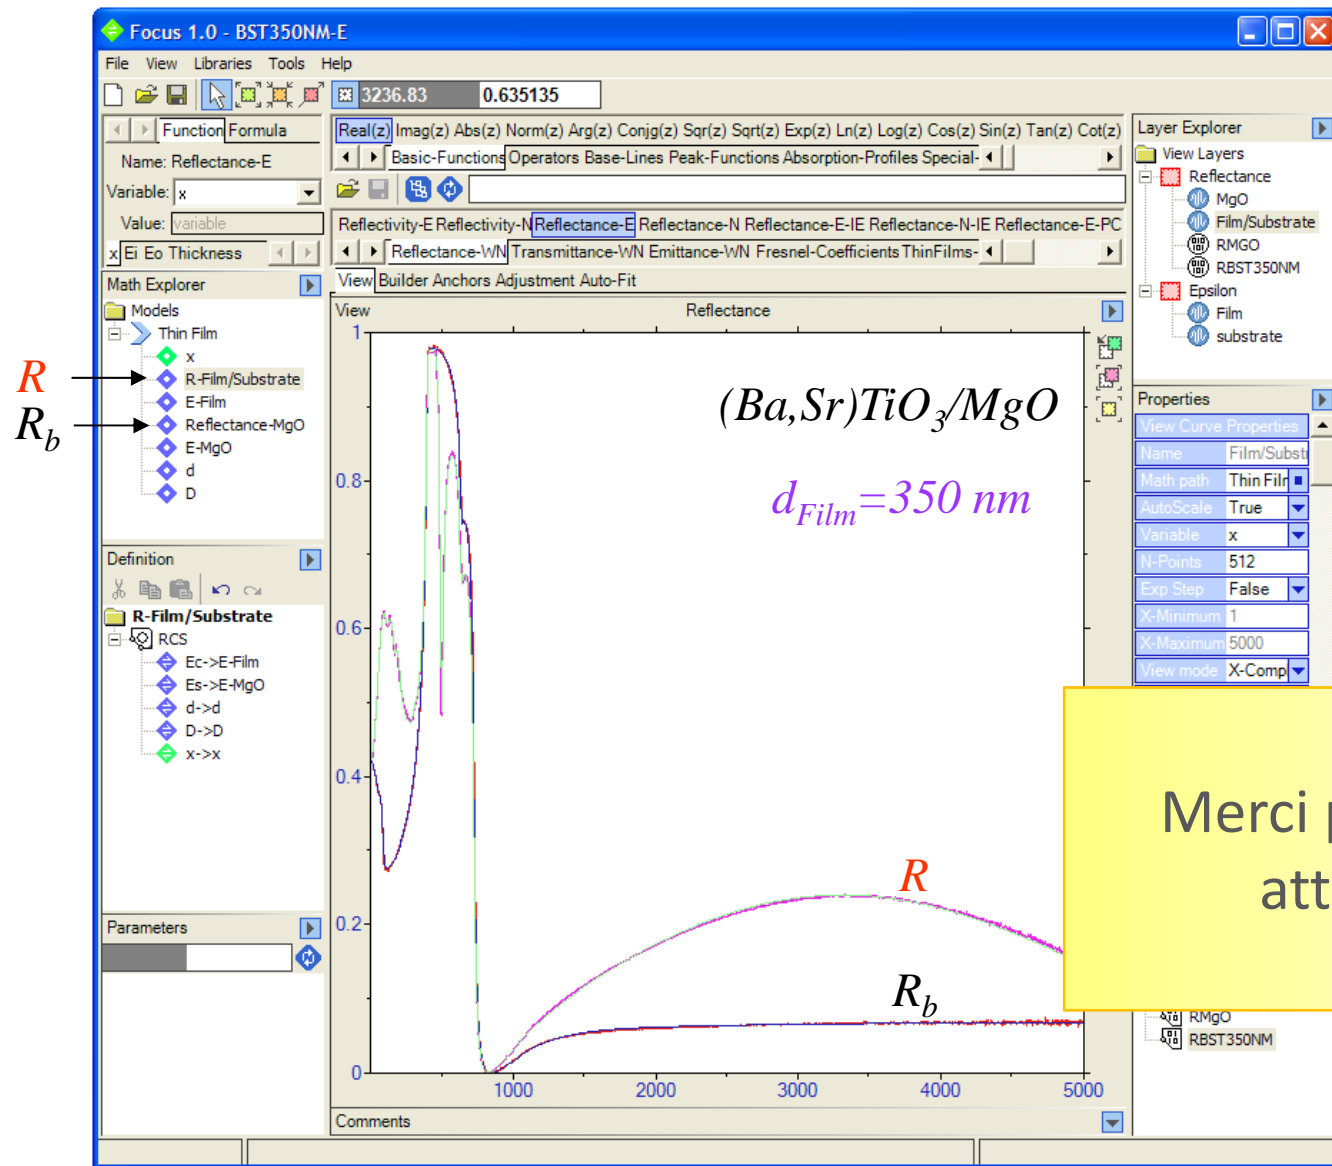 Focus 1.0 - BST350NM-E
File View Libraries Tools Help
3236.83 0.635135
Function Formula
Name: Reflectance-E
Variable: x
Value: variable
x Ei Eo Thickness
Real(z) Imag(z) Abs(z) Norm(z) Arg(z) Conjg(z) Sqr(z) Sqrt(z) Exp(z) Ln(z) Log(z) Cos(z) Sin(z) Tan(z) Cot(z)
Basic-Functions Operators Base-Lines Peak-Functions Absorption-Profiles Special-
Reflectivity-E Reflectivity-N Reflectance-E Reflectance-N Reflectance-E-IE Reflectance-N-IE Reflectance-E-PC
Reflectance-WN Transmittance-WN Emittance-WN Fresnel-Coefficients ThinFilms-
View Builder Anchors Adjustment Auto-Fit
Math Explorer
Models
Thin Film
x
R-Film/Substrate
E-Film
Reflectance-MgO
E-MgO
d
D
R
R_b
Definition
R-Film/Substrate
RCS
Ec->E-Film
Es->E-MgO
d->d
D->D
x->x
Parameters
View Reflectance
1
0.8
0.6
0.4
0.2
0
1000 2000 3000 4000 5000
(Ba,Sr)TiO3/MgO
d_Film=350 nm
R
R_b
Comments
Layer Explorer
View Layers
Reflectance
MgO
Film/Substrate
RMGO
RBST350NM
Epsilon
Film
substrate
Properties
View Curve Properties
Name Film/Substr
Math path Thin Film
AutoScale True
Variable x
N-Points 512
Exp Step False
X-Minimum 1
X-Maximum 5000
View mode X-Comp
Merci p
att
RMgO
RBST350NM